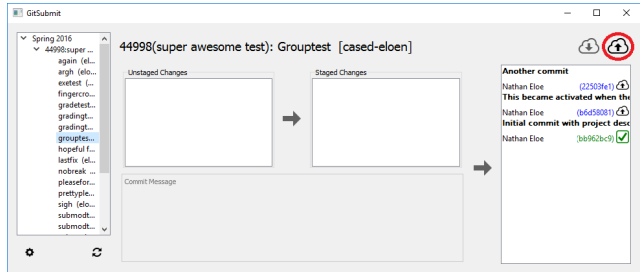 GitSubmit
Spring 2016
44998:super ...
again (el...
argh (elo...
exetest (...
fingercro...
gradetest...
gradingt...
gradingt...
grouptes...
hopeful f...
lastfix (el...
nobreak ...
pleasefor...
prettyple...
sigh (elo...
submodt...
submodt...
44998(super awesome test): Grouptest [cased-eloen]
Unstaged Changes
Staged Changes
Commit Message
Another commit
Nathan Eloe (22503fe1)
This became activated when the
Nathan Eloe (b6d58081)
Initial commit with project desc
Nathan Eloe (bb962bc9)